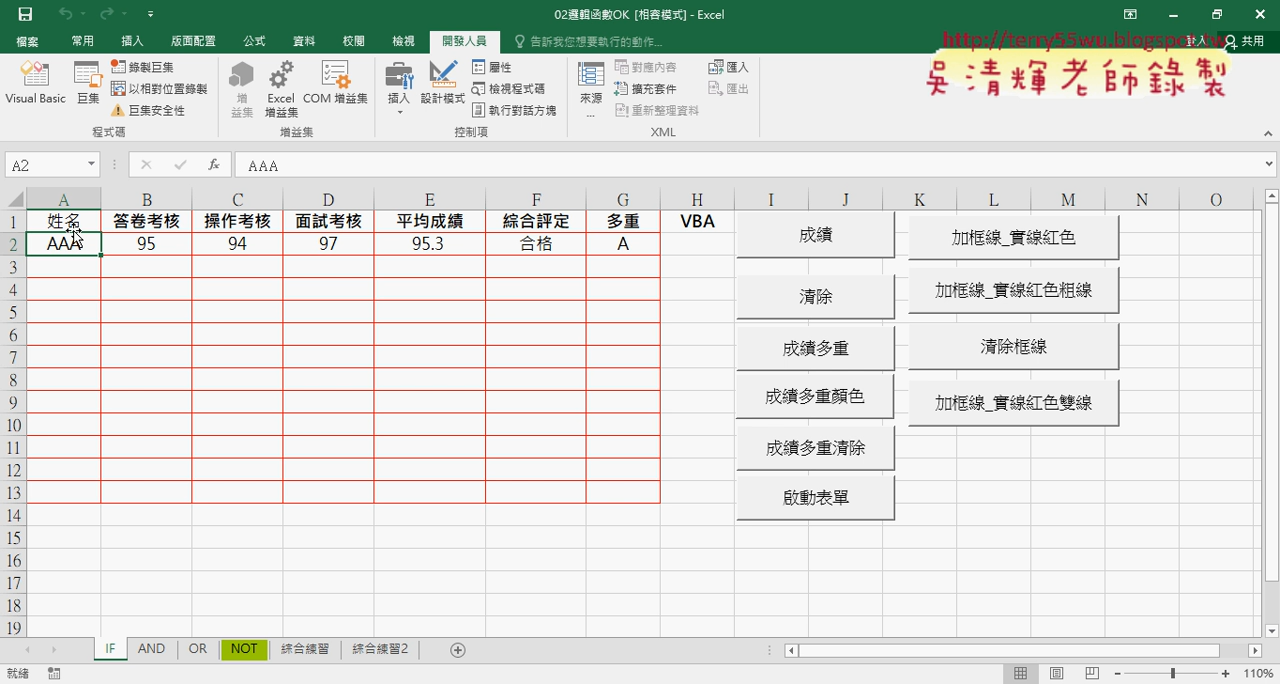 02邏輯函數OK [相容模式] - Excel
檔案 常用 插入 版面配置 公式 資料 校閱 檢視 開發人員 告訴我您想要執行的動作... 登入 共用
http://terry55wu.blogspot.tw
吳清輝老師錄製
Visual Basic 巨集 錄製巨集 以相對位置錄製 巨集安全性 程式碼
增益集 Excel 增益集 COM 增益集 增益集
插入 設計模式 屬性 檢視程式碼 執行對話方塊 控制項
來源... 對應內容 擴充套件 重新整理資料 匯入 匯出 XML
A2 fx AAA
A B C D E F G H I J K L M N O
1 姓名 答卷考核 操作考核 面試考核 平均成績 綜合評定 多重 VBA
2 AAA 95 94 97 95.3 合格 A
3
4
5
6
7
8
9
10
11
12
13
14
15
16
17
18
19
成績
清除
成績多重
成績多重顏色
成績多重清除
啟動表單
加框線_實線紅色
加框線_實線紅色粗線
清除框線
加框線_實線紅色雙線
IF AND OR NOT 綜合練習 綜合練習2
就緒 110%